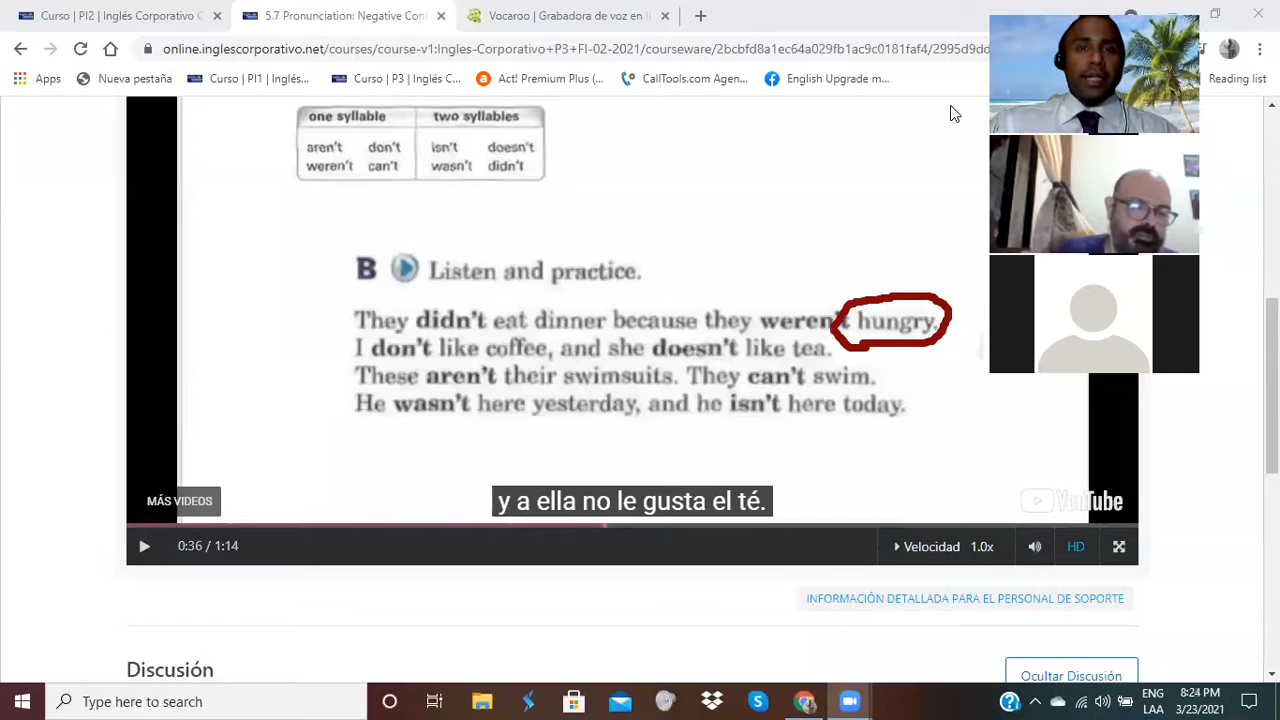 Curso | PI2 | Inglés Corporativo
5.7 Pronunciation: Negative Cont
Vocaroo | Grabadora de voz en l
online.inglescorporativo.net/courses/course-v1:Ingles-Corporativo+P3+FI-02-2021/courseware/2bcbfd8a1ec64a029fb1ac9c0181faf4/2995d9dd
Apps
Nueva pestaña
Curso | PI1 | Inglés...
Curso | P3 | Inglés C...
Act! Premium Plus (...
CallTools.com Agen...
English Upgrade m...
Reading list
one syllable two syllables
aren't don't isn't doesn't
weren't can't wasn't didn't
B Listen and practice.
They didn't eat dinner because they weren't hungry.
I don't like coffee, and she doesn't like tea.
These aren't their swimsuits. They can't swim.
He wasn't here yesterday, and he isn't here today.
y a ella no le gusta el té.
MÁS VIDEOS
YouTube
0:36 / 1:14
Velocidad 1.0x
HD
INFORMACIÓN DETALLADA PARA EL PERSONAL DE SOPORTE
Discusión
Ocultar Discusión
Type here to search
ENG
LAA
8:24 PM
3/23/2021